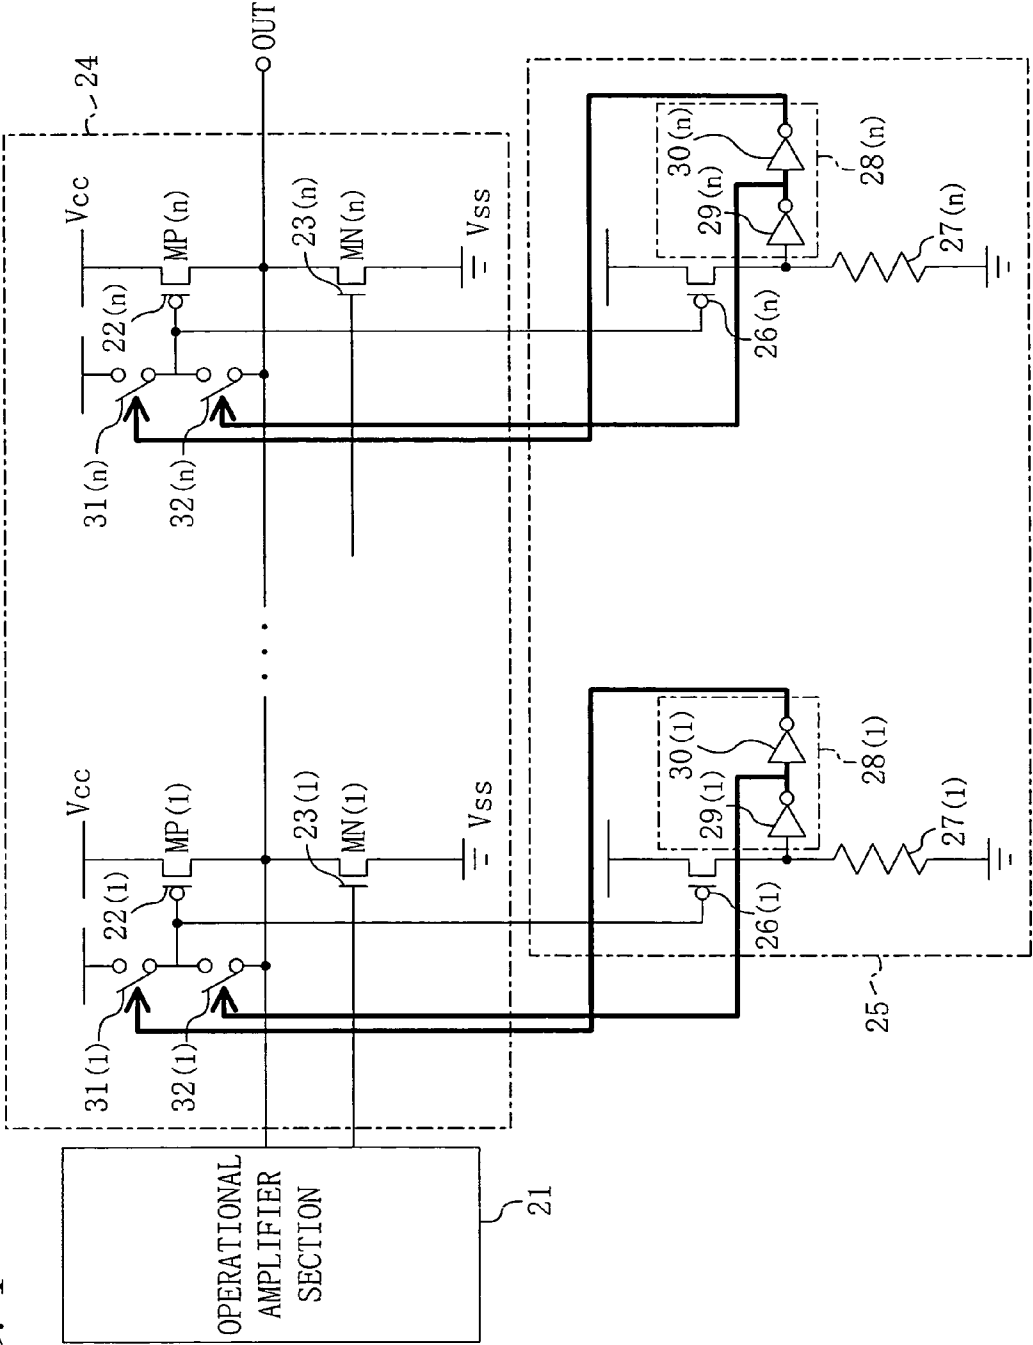 OPERATIONAL
AMPLIFIER
SECTION
21
31(1)
32(1)
22(1)
Vcc
MP(1)
23(1)
MN(1)
Vss
31(n)
32(n)
22(n)
Vcc
MP(n)
23(n)
MN(n)
Vss
24
OUT
25
26(1)
29(1)
30(1)
28(1)
27(1)
26(n)
29(n)
30(n)
28(n)
27(n)